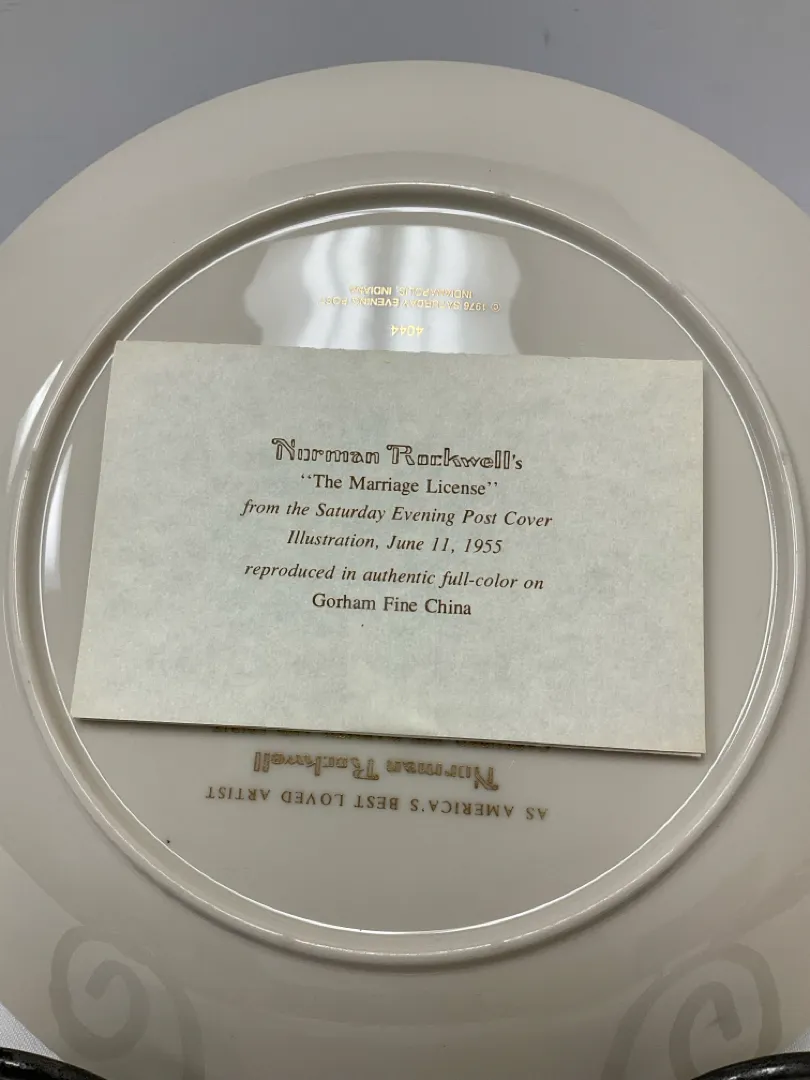 © 1976 SATURDAY EVENING POST
INDIANAPOLIS, INDIANA
4044
Norman Rockwell's
“The Marriage License”
from the Saturday Evening Post Cover
Illustration, June 11, 1955
reproduced in authentic full-color on
Gorham Fine China
Norman Rockwell
AS AMERICA'S BEST LOVED ARTIST